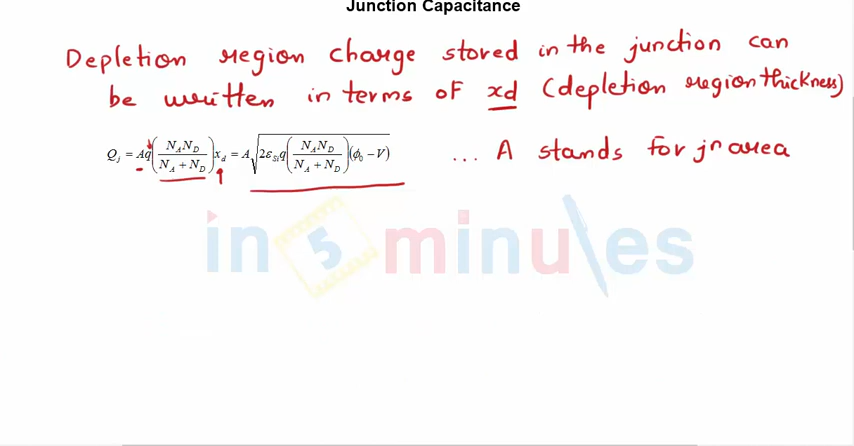 Junction Capacitance
Depletion region charge stored in the junction can
be written in terms of xd (depletion region thickness)
Q_j = Aq(N_A N_D / (N_A + N_D))x_d = A√(2ε_Si q(N_A N_D / (N_A + N_D))(ϕ_0 − V)) ... A stands for jn area
in 5 minutes